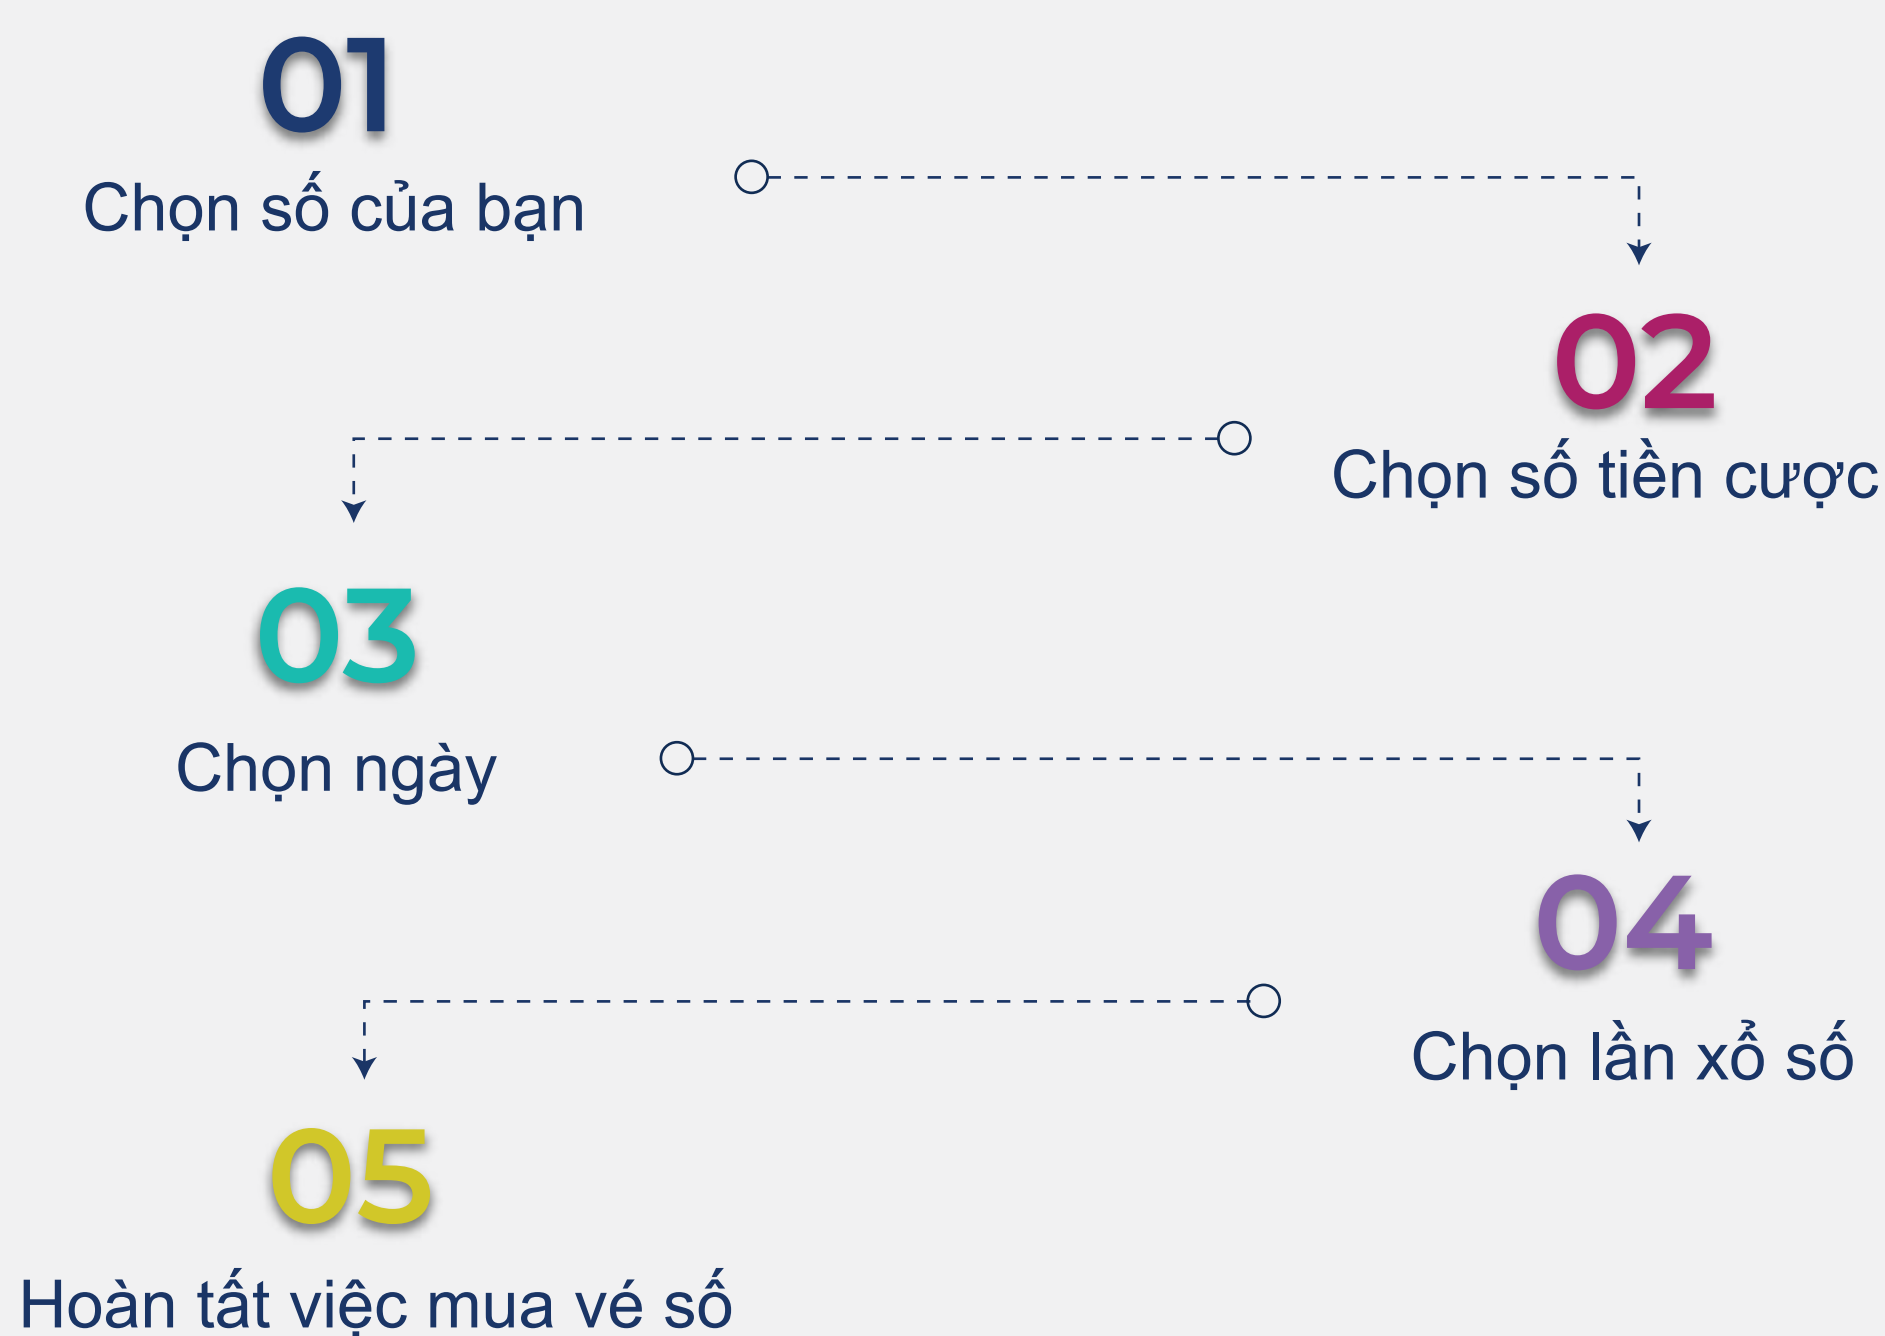 01
Chọn số của bạn
02
Chọn số tiền cược
03
Chọn ngày
04
Chọn lần xổ số
05
Hoàn tất việc mua vé số